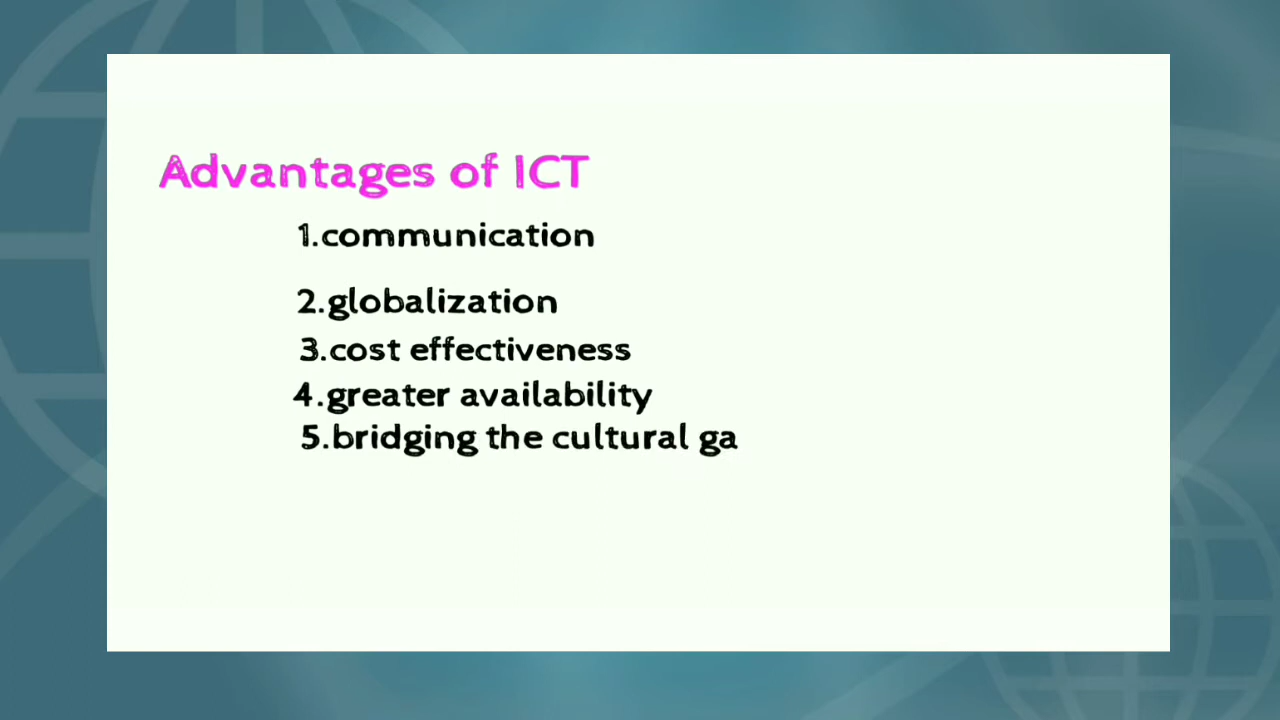 Advantages of ICT
1.communication
2.globalization
3.cost effectiveness
4.greater availability
5.bridging the cultural ga